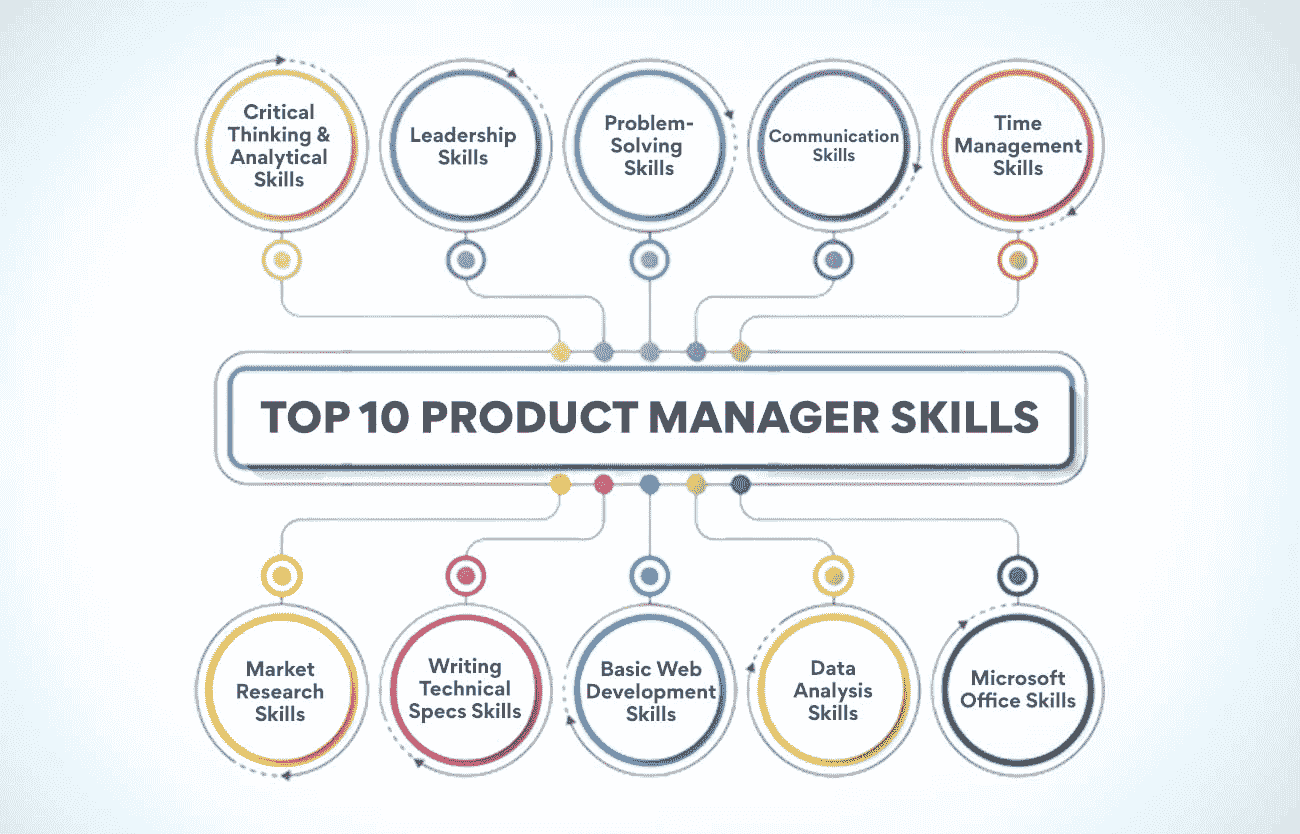 Critical
Thinking &
Analytical
Skills
Leadership
Skills
Problem-
Solving
Skills
Communication
Skills
Time
Management
Skills
TOP 10 PRODUCT MANAGER SKILLS
Market
Research
Skills
Writing
Technical
Specs Skills
Basic Web
Development
Skills
Data
Analysis
Skills
Microsoft
Office Skills